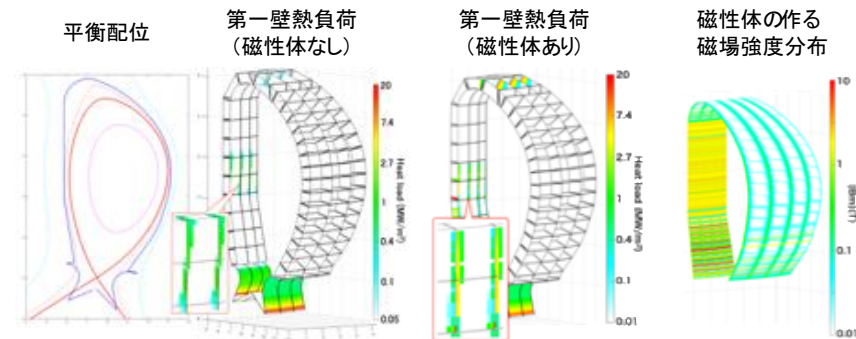 平衡配位
第一壁熱負荷
（磁性体なし）
第一壁熱負荷
（磁性体あり）
磁性体の作る
磁場強度分布
20
7.4
2.7
1
0.4
0.1
0.05
Heat load (MW/m²)
20
7.4
2.7
1
0.4
0.1
0.01
Heat load (MW/m²)
10
1
0.1
0.01
|Bm|(T)